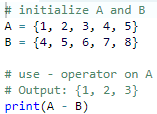 # initialize A and B
A = {1, 2, 3, 4, 5}
B = {4, 5, 6, 7, 8}
# use - operator on A
# Output: {1, 2, 3}
print(A - B)